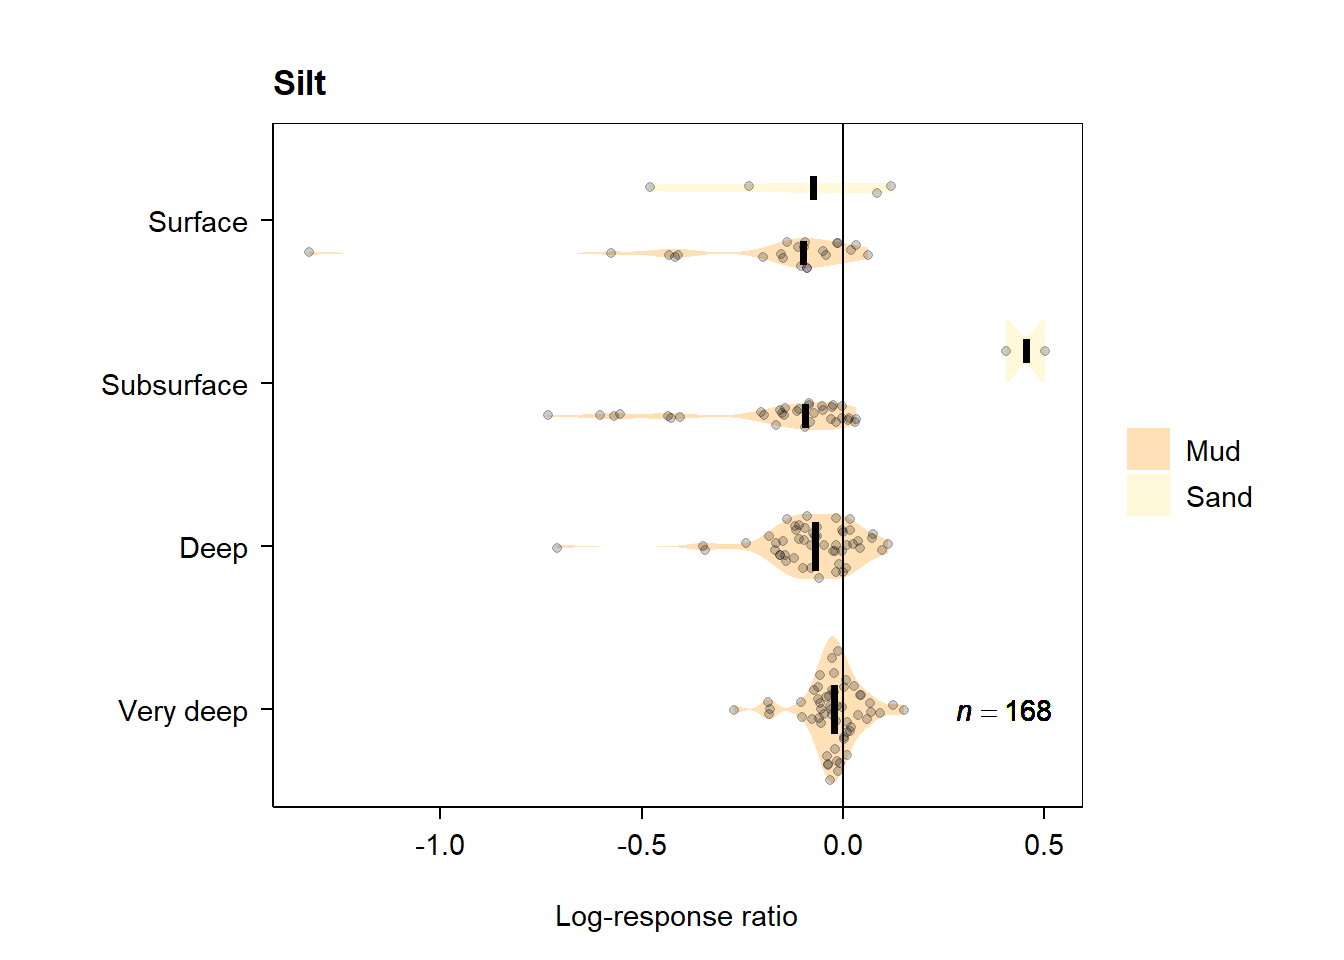 Silt
Surface
Subsurface
Deep
Very deep
n = 168
Mud
Sand
-1.0 -0.5 0.0 0.5
Log-response ratio